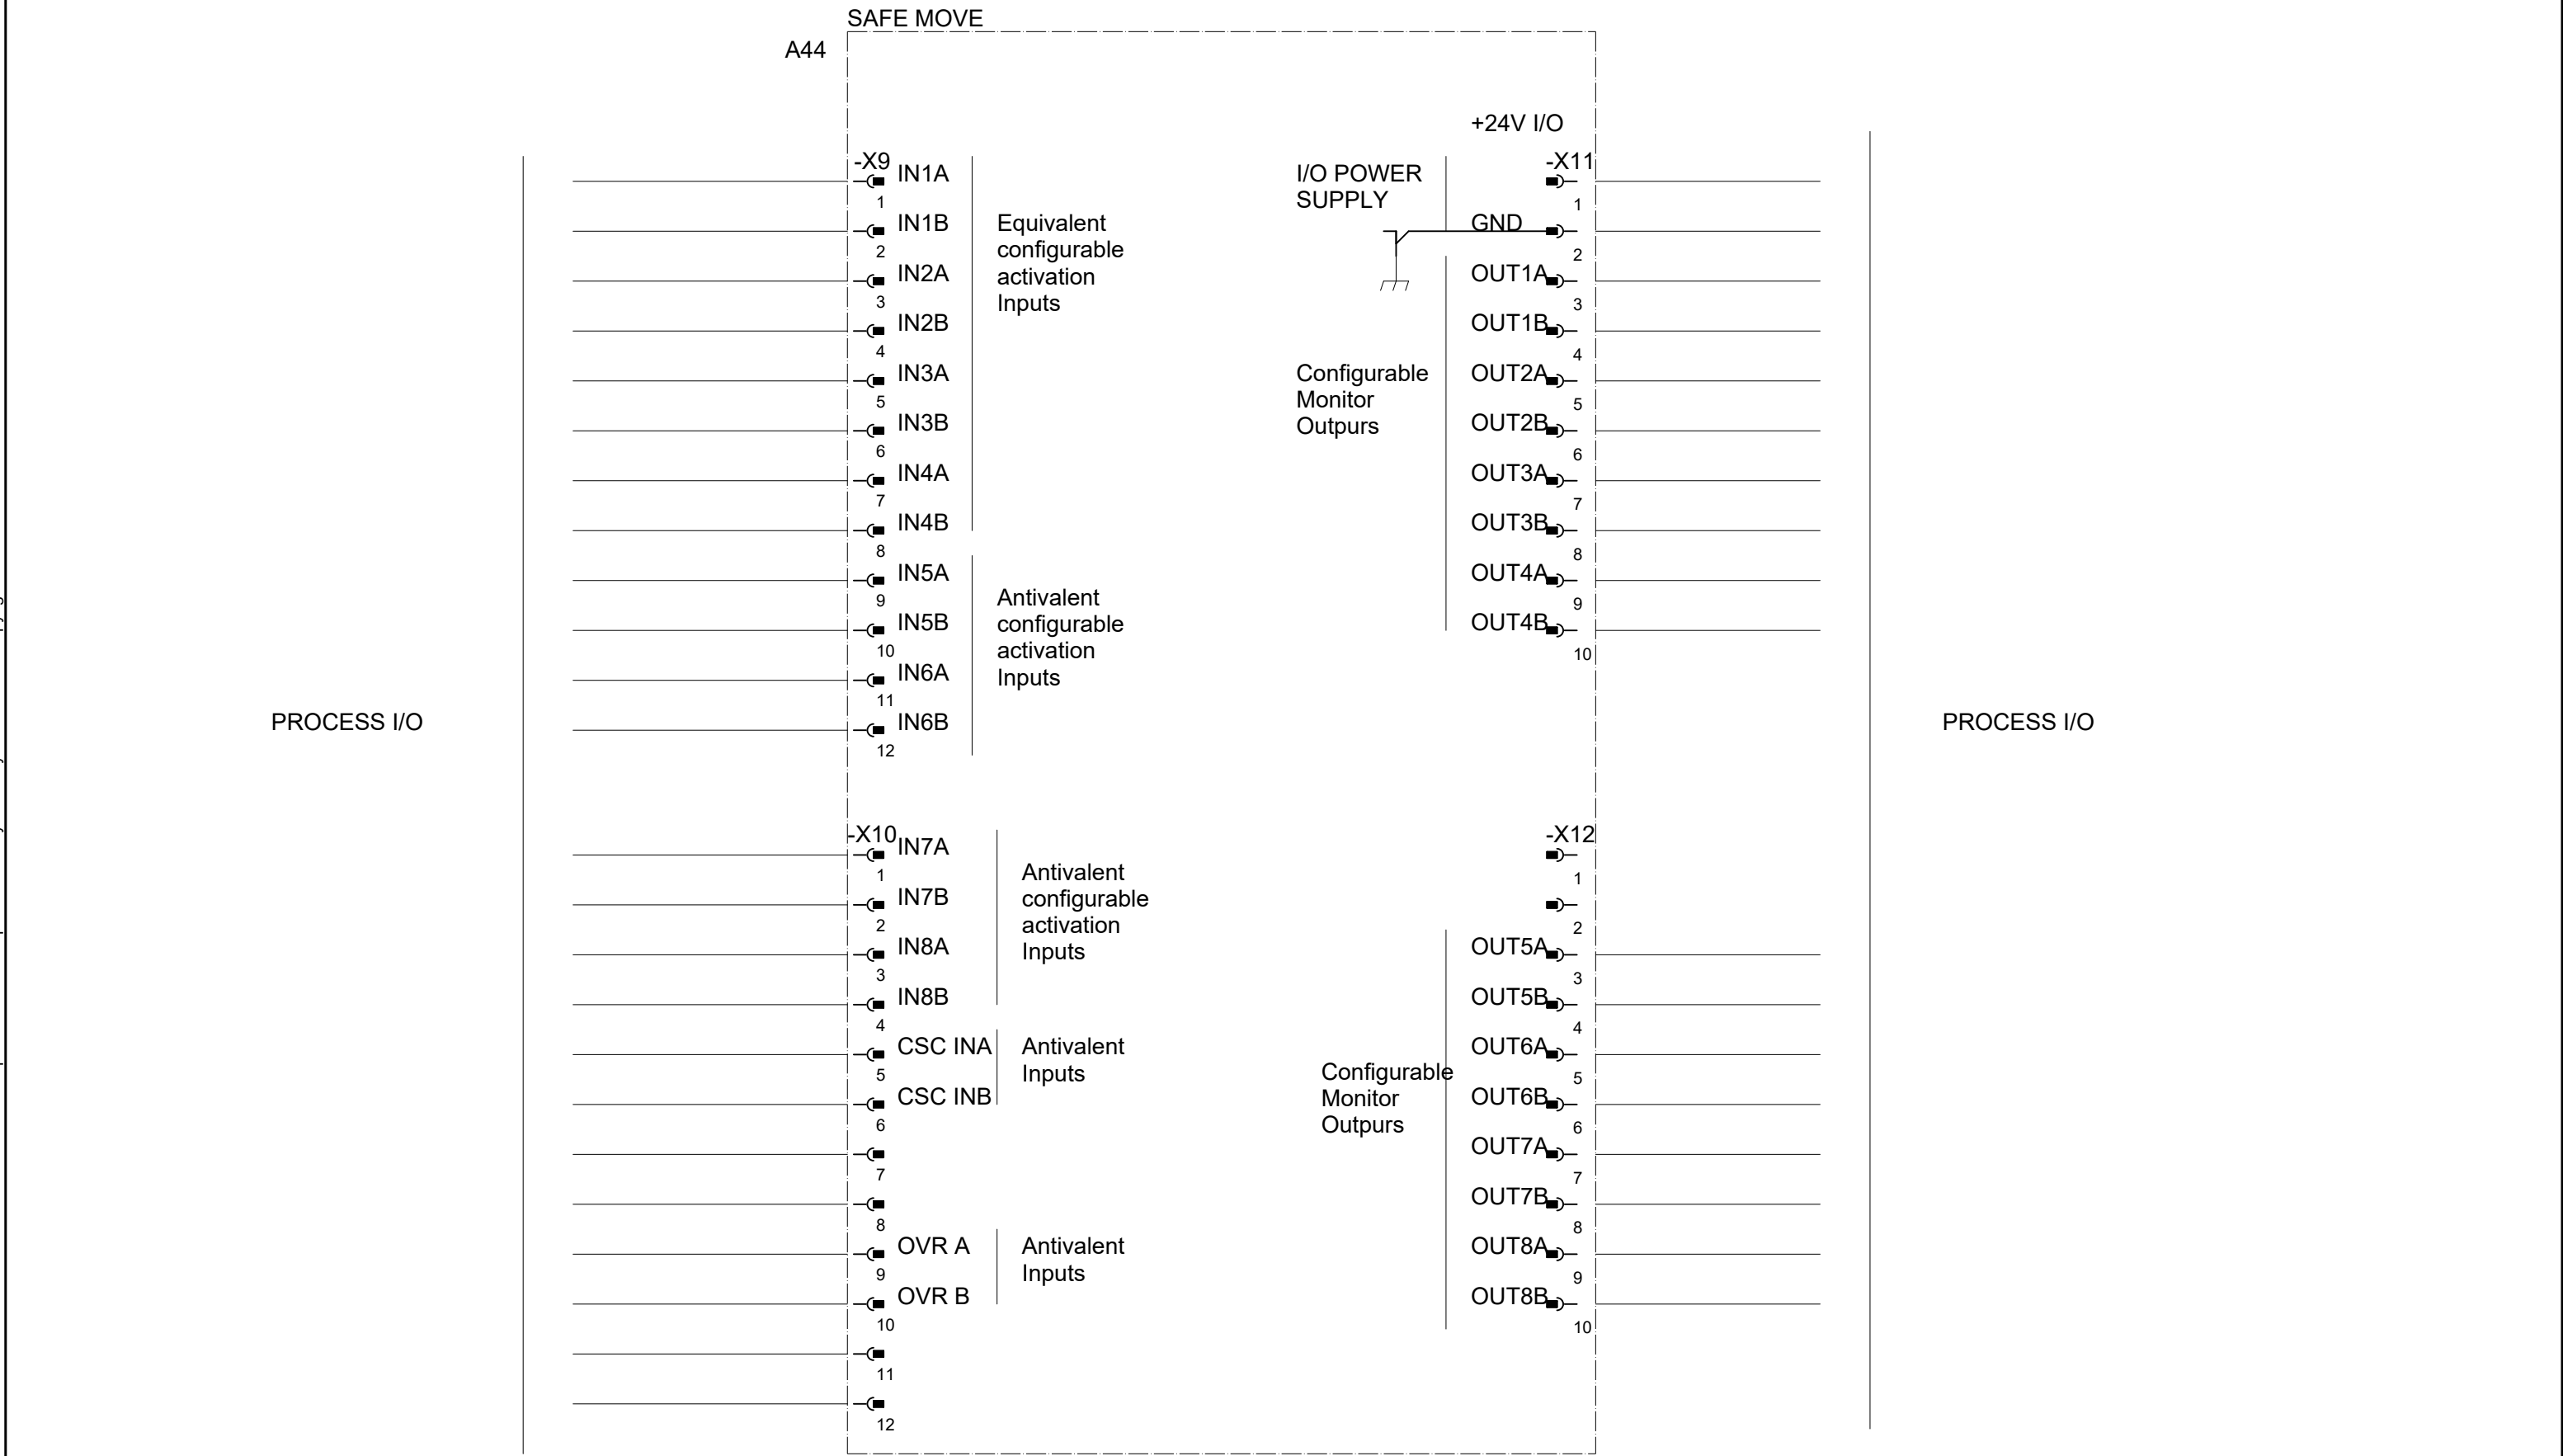 SAFE MOVE
A44
+24V I/O
-X9
IN1A
1
IN1B
2
IN2A
3
IN2B
4
IN3A
5
IN3B
6
IN4A
7
IN4B
8
IN5A
9
IN5B
10
IN6A
11
IN6B
12
Equivalent
configurable
activation
Inputs
Antivalent
configurable
activation
Inputs
I/O POWER
SUPPLY
-X11
1
GND
2
OUT1A
3
OUT1B
4
OUT2A
5
OUT2B
6
OUT3A
7
OUT3B
8
OUT4A
9
OUT4B
10
Configurable
Monitor
Outpurs
PROCESS I/O
PROCESS I/O
-X10
IN7A
1
IN7B
2
IN8A
3
IN8B
4
CSC INA
5
CSC INB
6
7
8
OVR A
9
OVR B
10
11
12
Antivalent
configurable
activation
Inputs
Antivalent
Inputs
Antivalent
Inputs
-X12
1
2
OUT5A
3
OUT5B
4
OUT6A
5
OUT6B
6
OUT7A
7
OUT7B
8
OUT8A
9
OUT8B
10
Configurable
Monitor
Outpurs